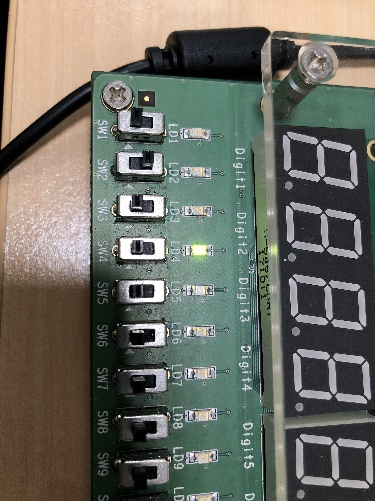 SW1 LD1
SW2 LD2 Digit1
SW3 LD3 Digit2
SW4 LD4
SW5 LD5 Digit3
SW6 LD6
SW7 LD7 Digit4
SW8 LD8
SW9 LD9 Digit5